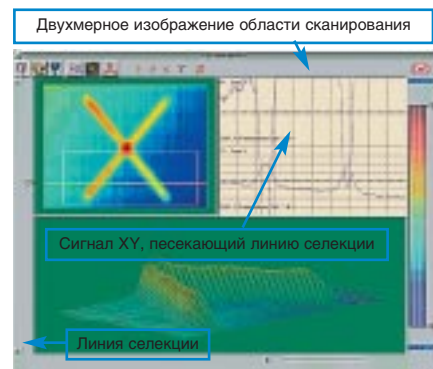 Двухмерное изображение области сканирования
Сигнал XY, песекающий линию селекции
Линия селекции